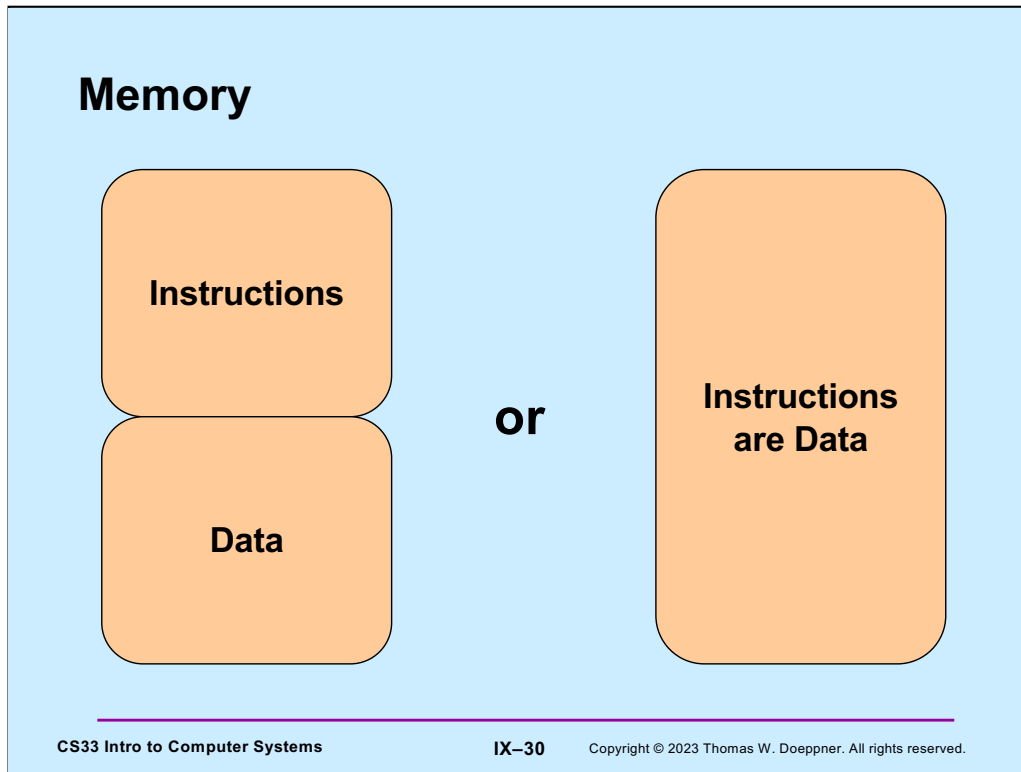 Memory
Instructions
Data
or
Instructions
are Data
CS33 Intro to Computer Systems
IX–30
Copyright © 2023 Thomas W. Doeppner. All rights reserved.